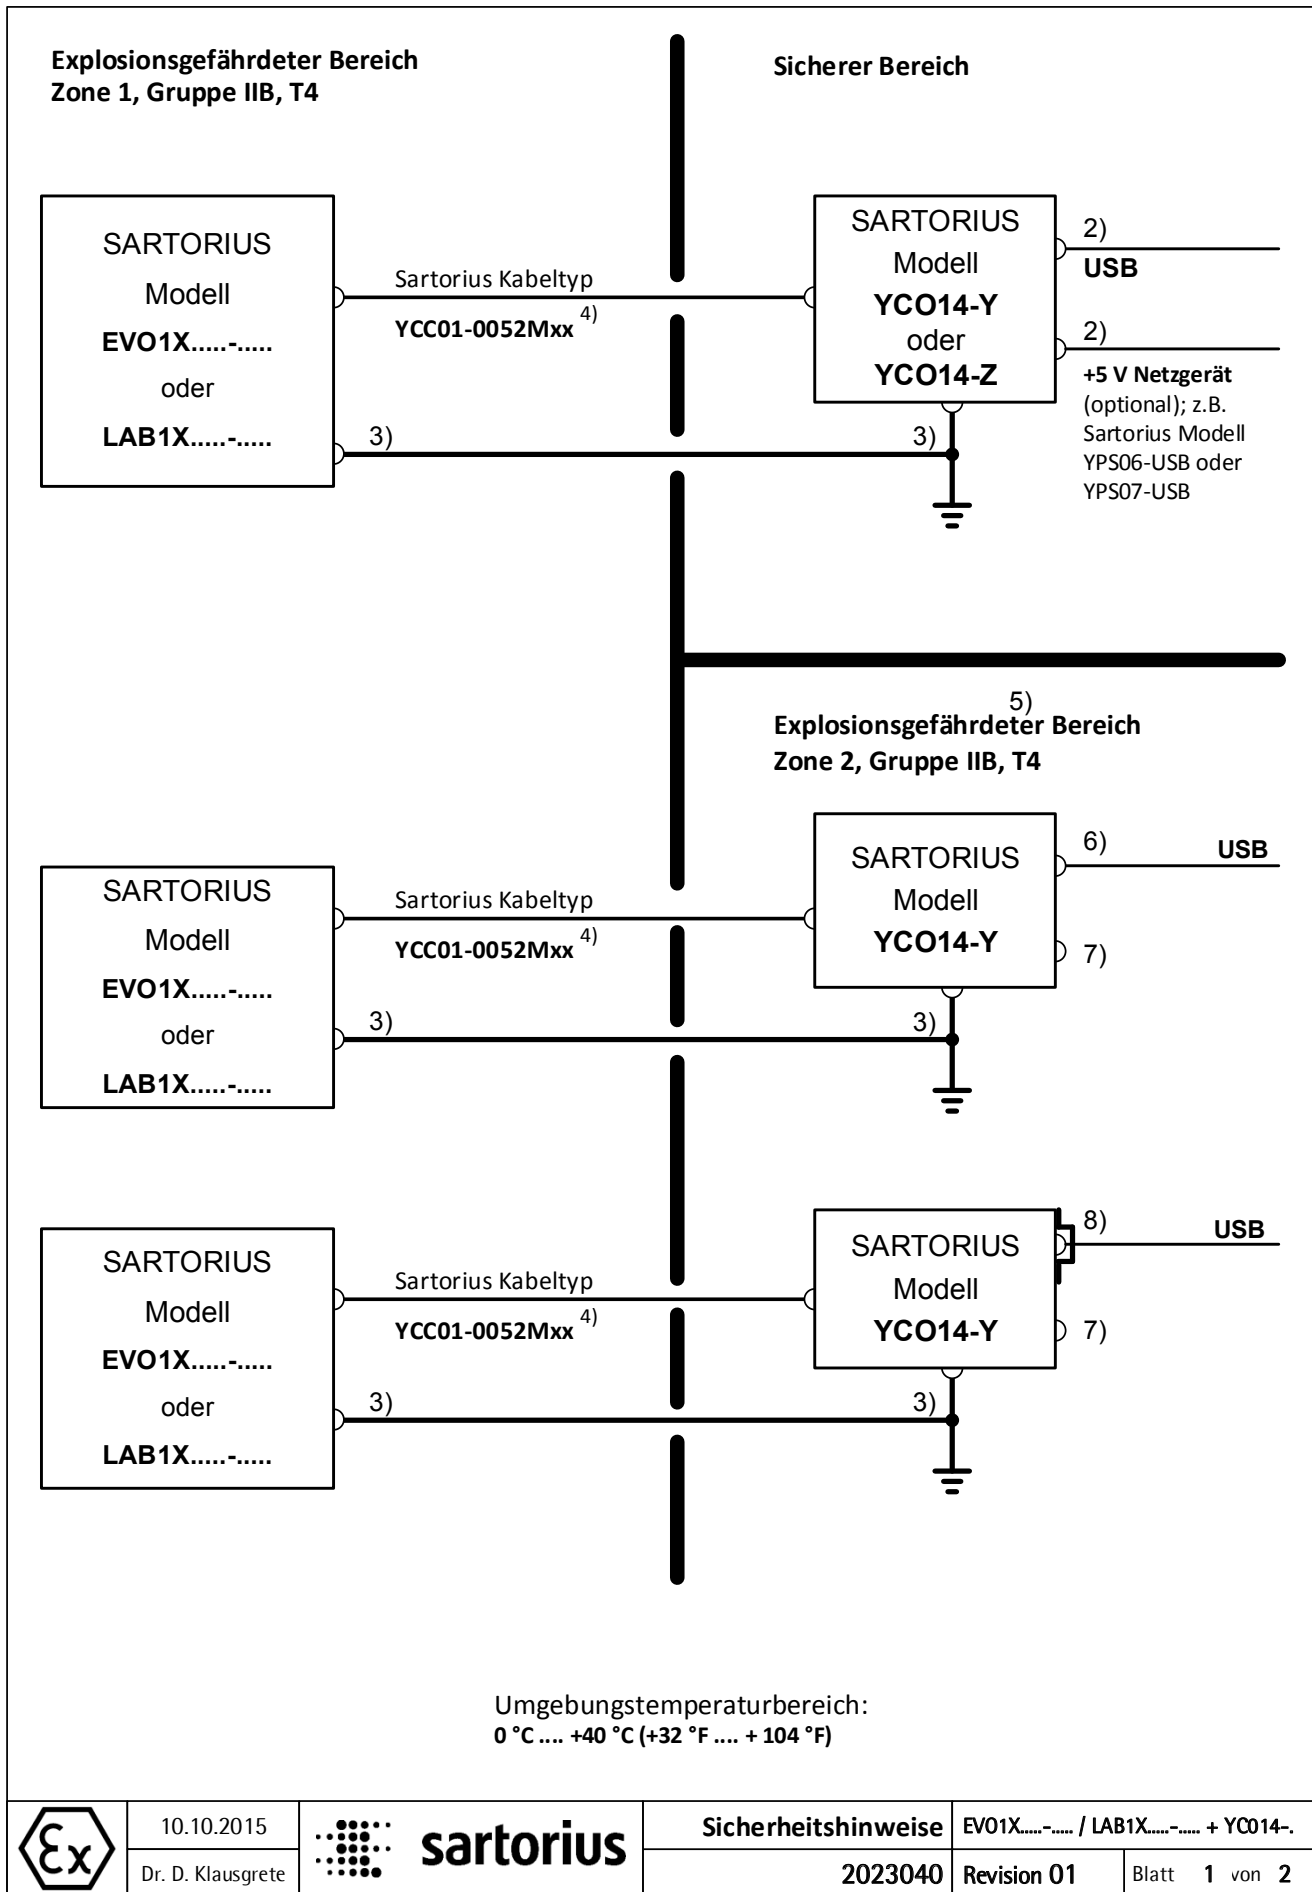 Explosionsgefährdeter Bereich
Zone 1, Gruppe IIB, T4
Sicherer Bereich
SARTORIUS
Modell
EVO1X.....-.....
oder
LAB1X.....-.....
Sartorius Kabeltyp
YCC01-0052Mxx 4)
3)
3)
SARTORIUS
Modell
YCO14-Y
oder
YCO14-Z
2)
USB
2)
+5 V Netzgerät
(optional); z.B.
Sartorius Modell
YPS06-USB oder
YPS07-USB
5)
Explosionsgefährdeter Bereich
Zone 2, Gruppe IIB, T4
SARTORIUS
Modell
EVO1X.....-.....
oder
LAB1X.....-.....
Sartorius Kabeltyp
YCC01-0052Mxx 4)
3)
3)
SARTORIUS
Modell
YCO14-Y
6)
USB
7)
SARTORIUS
Modell
EVO1X.....-.....
oder
LAB1X.....-.....
Sartorius Kabeltyp
YCC01-0052Mxx 4)
3)
3)
SARTORIUS
Modell
YCO14-Y
8)
USB
7)
Umgebungstemperaturbereich:
0 °C .... +40 °C (+32 °F .... + 104 °F)
Ex
10.10.2015
Dr. D. Klausgrete
sartorius
Sicherheitshinweise
2023040
EVO1X.....-..... / LAB1X.....-..... + YCO14-.
Revision 01
Blatt 1 von 2